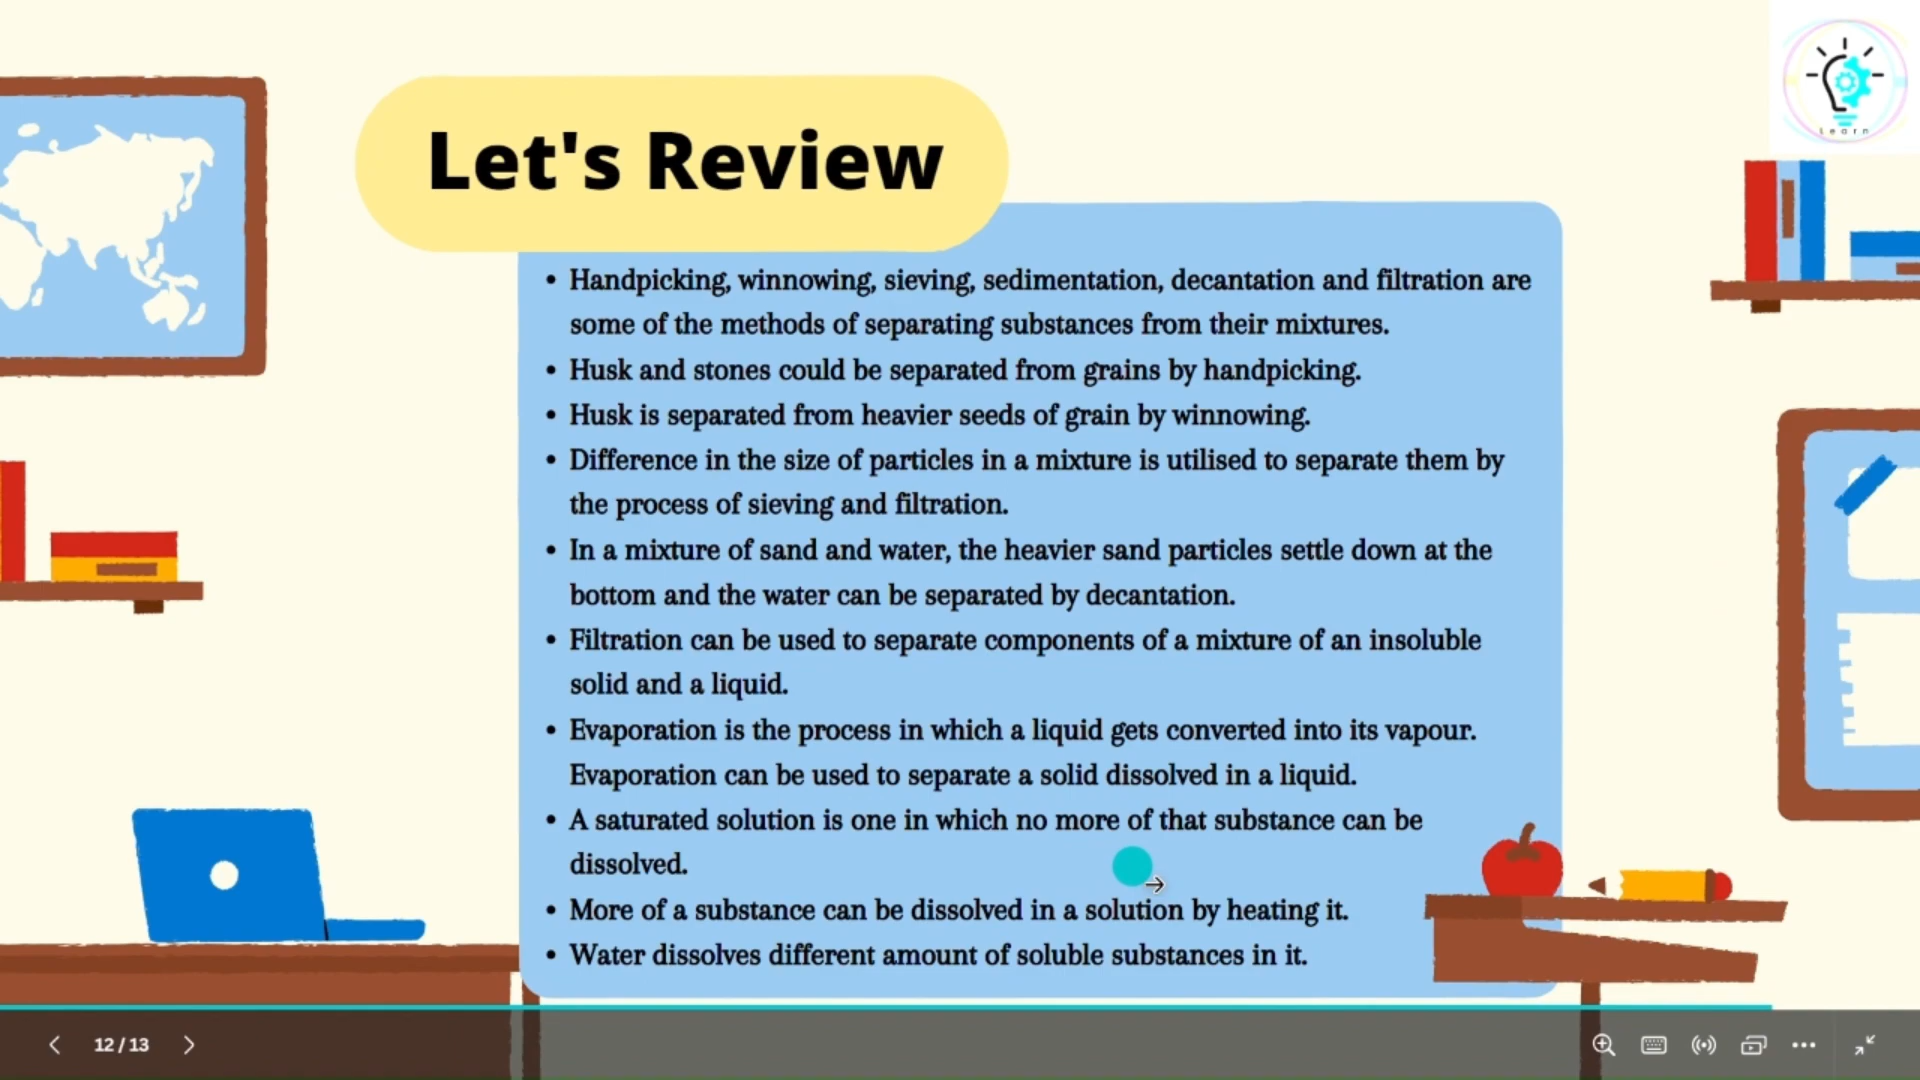 Learn
Let's Review
• Handpicking, winnowing, sieving, sedimentation, decantation and filtration are
some of the methods of separating substances from their mixtures.
• Husk and stones could be separated from grains by handpicking.
• Husk is separated from heavier seeds of grain by winnowing.
• Difference in the size of particles in a mixture is utilised to separate them by
the process of sieving and filtration.
• In a mixture of sand and water, the heavier sand particles settle down at the
bottom and the water can be separated by decantation.
• Filtration can be used to separate components of a mixture of an insoluble
solid and a liquid.
• Evaporation is the process in which a liquid gets converted into its vapour.
Evaporation can be used to separate a solid dissolved in a liquid.
• A saturated solution is one in which no more of that substance can be
dissolved.
• More of a substance can be dissolved in a solution by heating it.
• Water dissolves different amount of soluble substances in it.
12 / 13